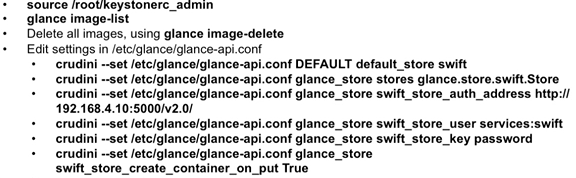 • source /root/keystonerc_admin
• glance image-list
• Delete all images, using glance image-delete
• Edit settings in /etc/glance/glance-api.conf
• crudini --set /etc/glance/glance-api.conf DEFAULT default_store swift
• crudini --set /etc/glance/glance-api.conf glance_store stores glance.store.swift.Store
• crudini --set /etc/glance/glance-api.conf glance_store swift_store_auth_address http://
192.168.4.10:5000/v2.0/
• crudini --set /etc/glance/glance-api.conf glance_store swift_store_user services:swift
• crudini --set /etc/glance/glance-api.conf glance_store swift_store_key password
• crudini --set /etc/glance/glance-api.conf glance_store
swift_store_create_container_on_put True